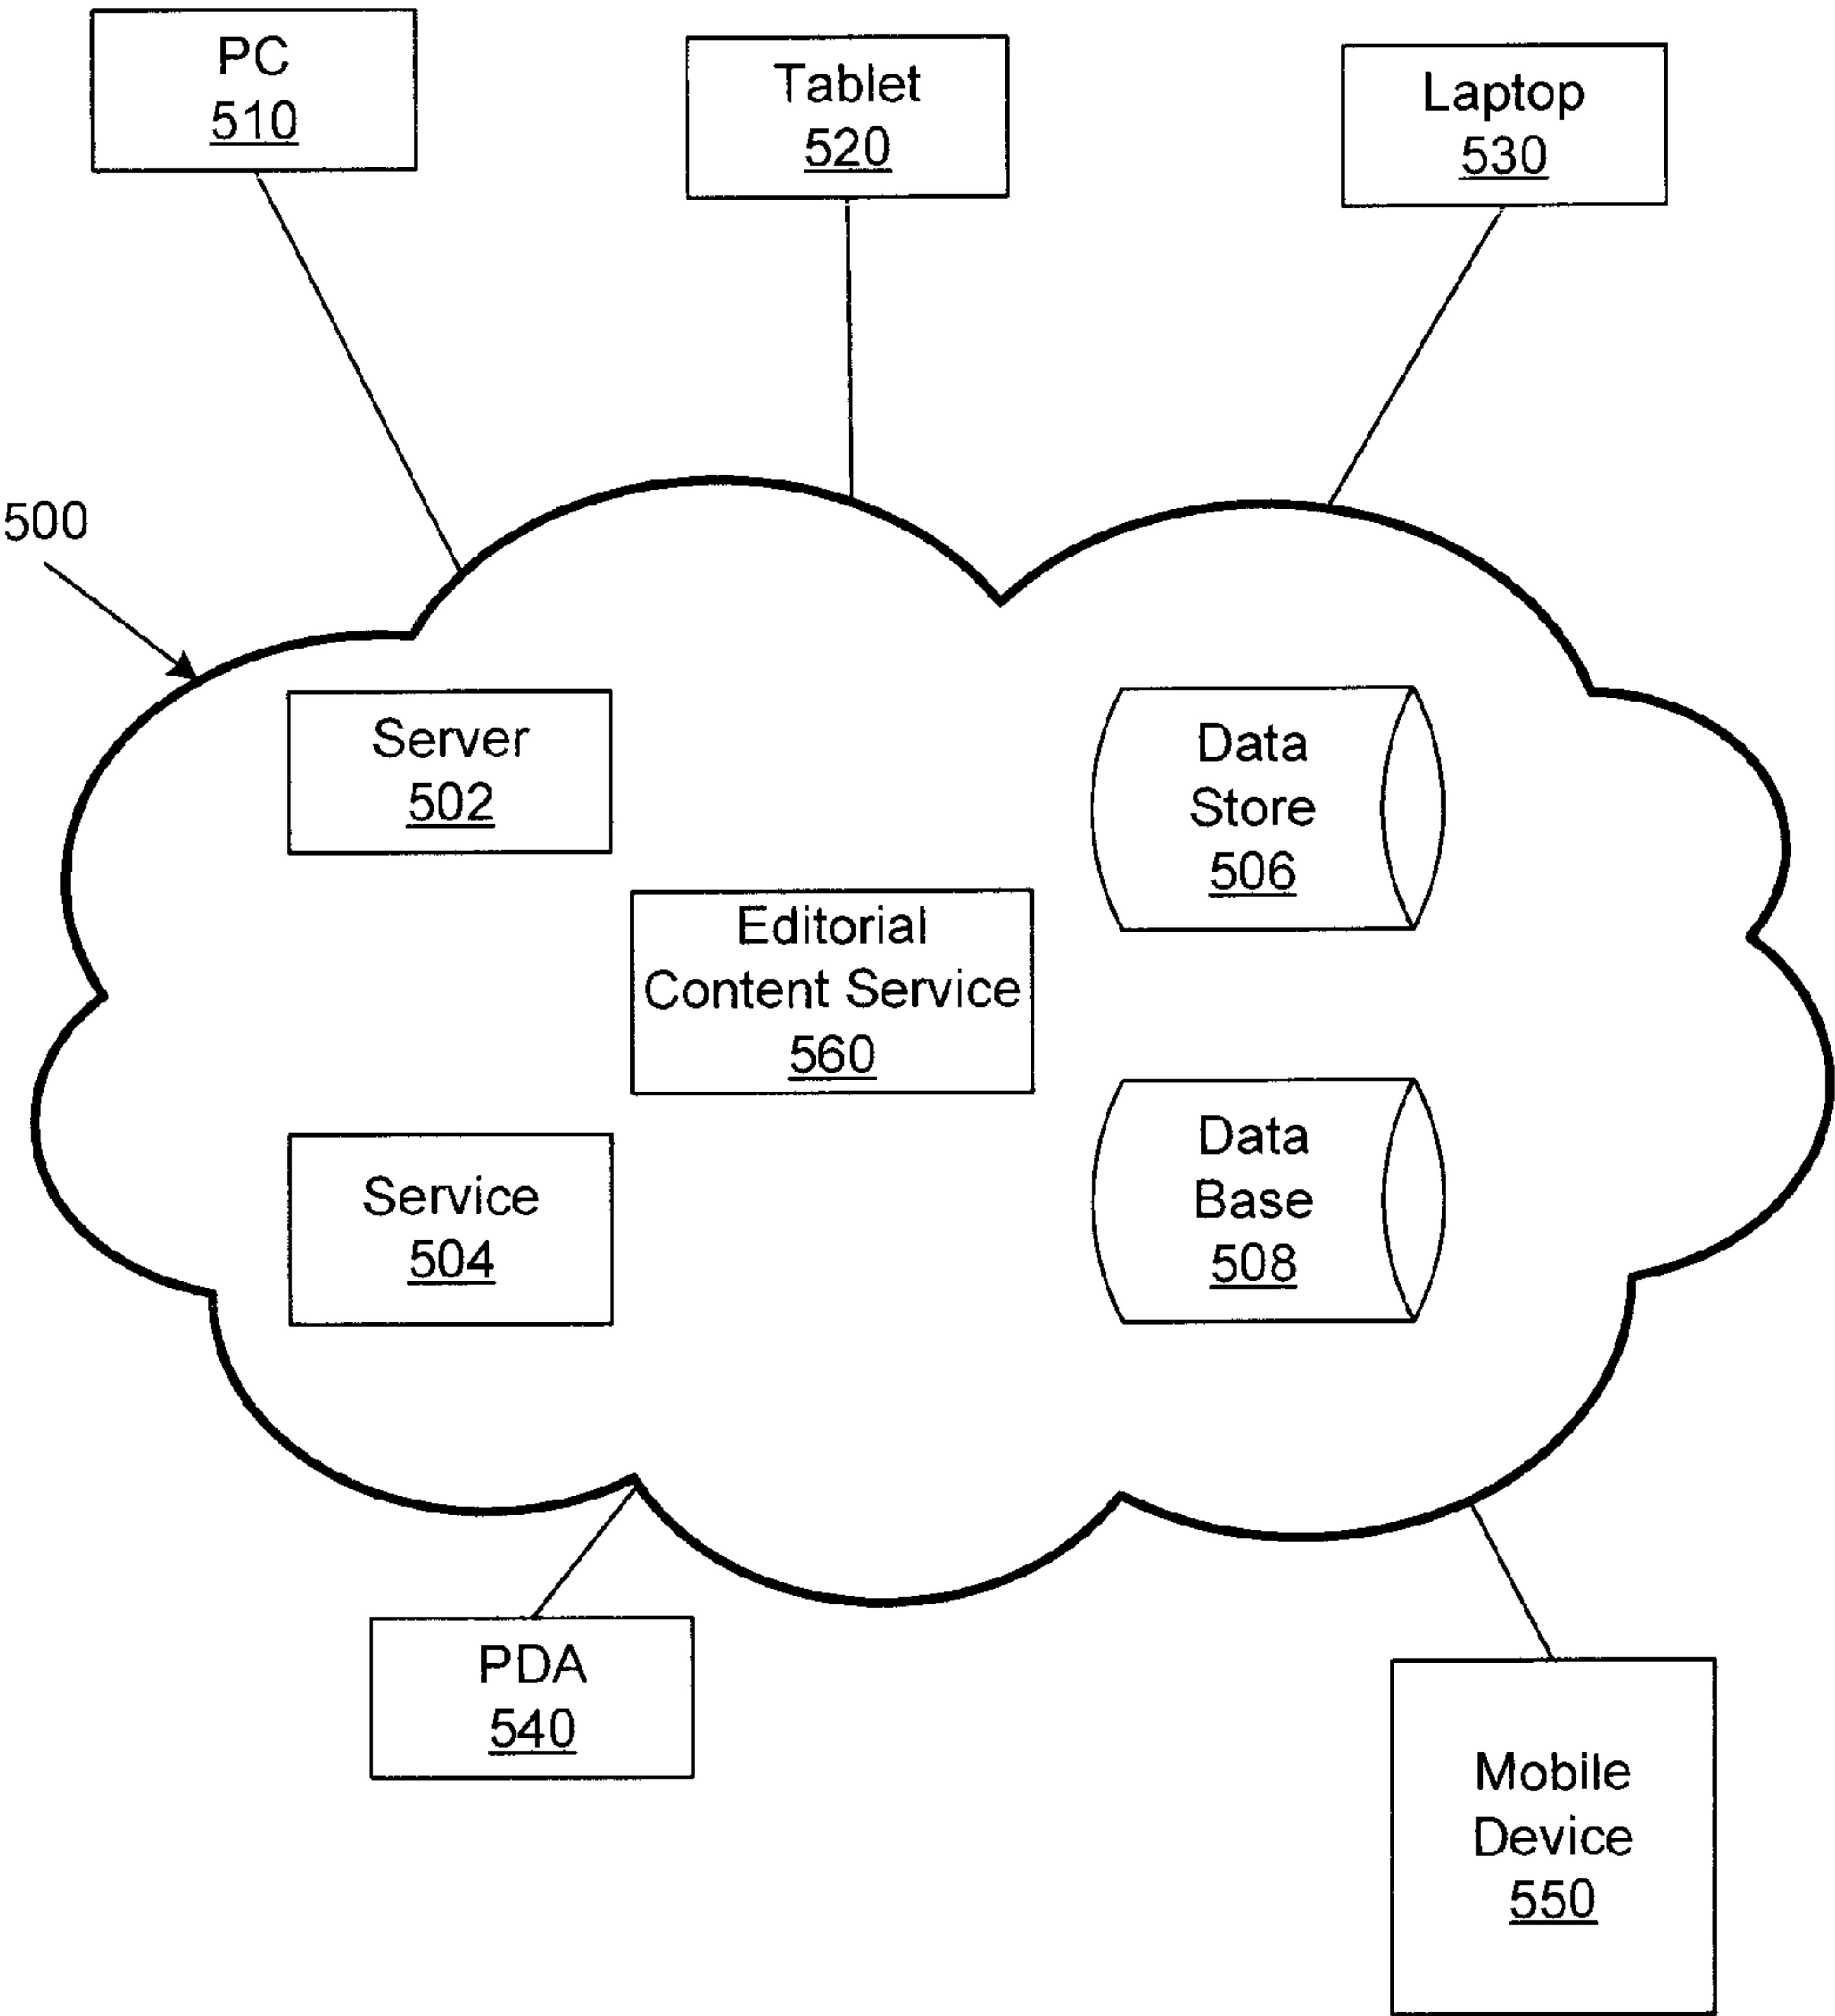 PC
510
Tablet
520
Laptop
530
500
Server
502
Data
Store
506
Editorial
Content Service
560
Service
504
Data
Base
508
PDA
540
Mobile
Device
550